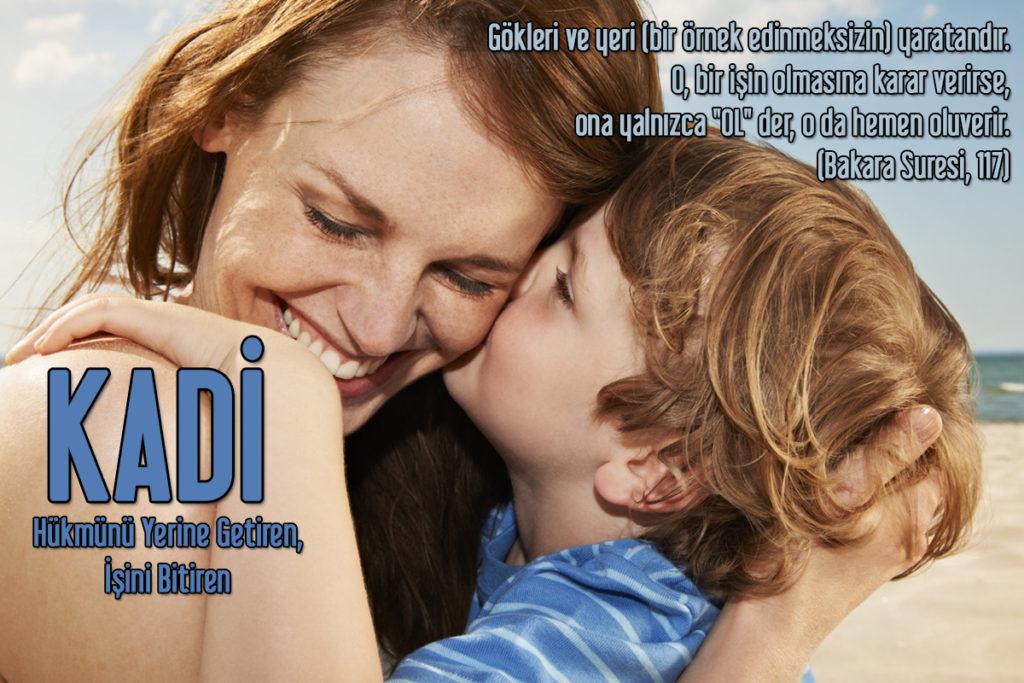 Gökleri ve yeri (bir örnek edinmeksizin) yaratandır.
O, bir işin olmasına karar verirse,
ona yalnızca "OL" der, o da hemen oluverir.
(Bakara Suresi, 117)
KADİ
Hükmünü Yerine Getiren,
İşini Bitiren